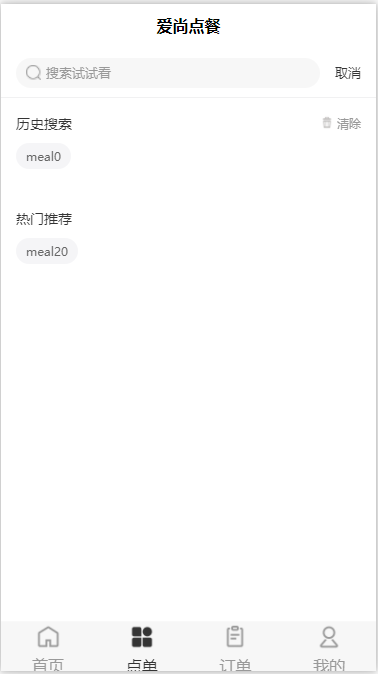 爱尚点餐
搜索试试看 取消
历史搜索 清除
meal0
热门推荐
meal20
首页 点单 订单 我的